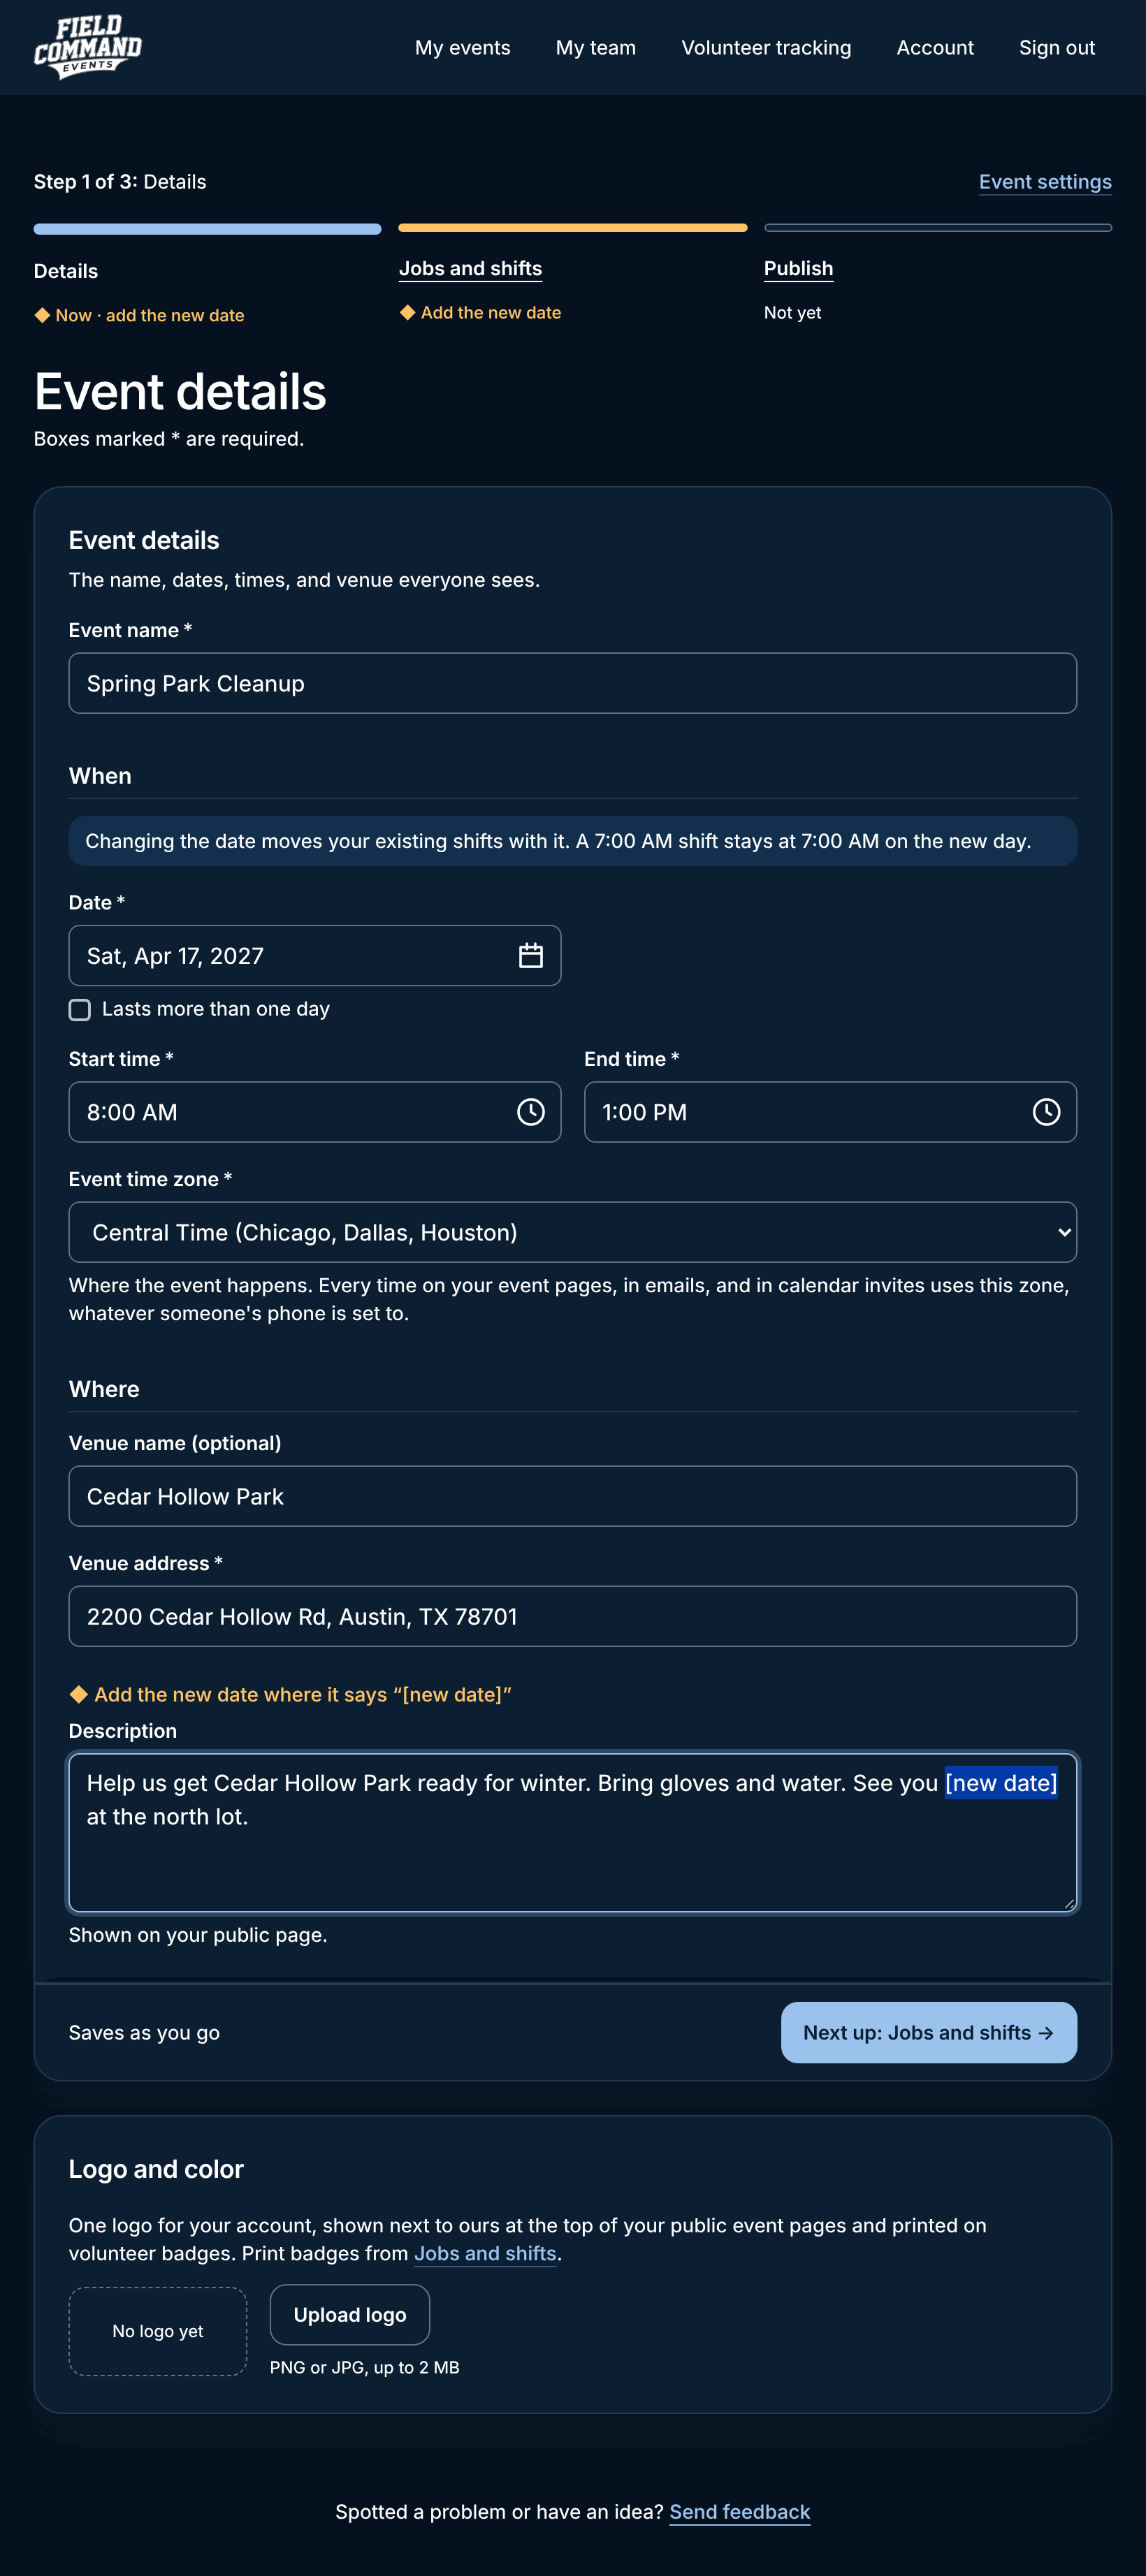 FIELD
COMMAND
EVENTS
My events
My team
Volunteer tracking
Account
Sign out
Step 1 of 3: Details
Event settings
Details
◆ Now · add the new date
Jobs and shifts
◆ Add the new date
Publish
Not yet
Event details
Boxes marked * are required.
Event details
The name, dates, times, and venue everyone sees.
Event name *
Spring Park Cleanup
When
Changing the date moves your existing shifts with it. A 7:00 AM shift stays at 7:00 AM on the new day.
Date *
Sat, Apr 17, 2027
Lasts more than one day
Start time *
8:00 AM
End time *
1:00 PM
Event time zone *
Central Time (Chicago, Dallas, Houston)
Where the event happens. Every time on your event pages, in emails, and in calendar invites uses this zone,
whatever someone's phone is set to.
Where
Venue name (optional)
Cedar Hollow Park
Venue address *
2200 Cedar Hollow Rd, Austin, TX 78701
◆ Add the new date where it says “[new date]”
Description
Help us get Cedar Hollow Park ready for winter. Bring gloves and water. See you [new date]
at the north lot.
Shown on your public page.
Saves as you go
Next up: Jobs and shifts →
Logo and color
One logo for your account, shown next to ours at the top of your public event pages and printed on
volunteer badges. Print badges from Jobs and shifts.
No logo yet
Upload logo
PNG or JPG, up to 2 MB
Spotted a problem or have an idea? Send feedback